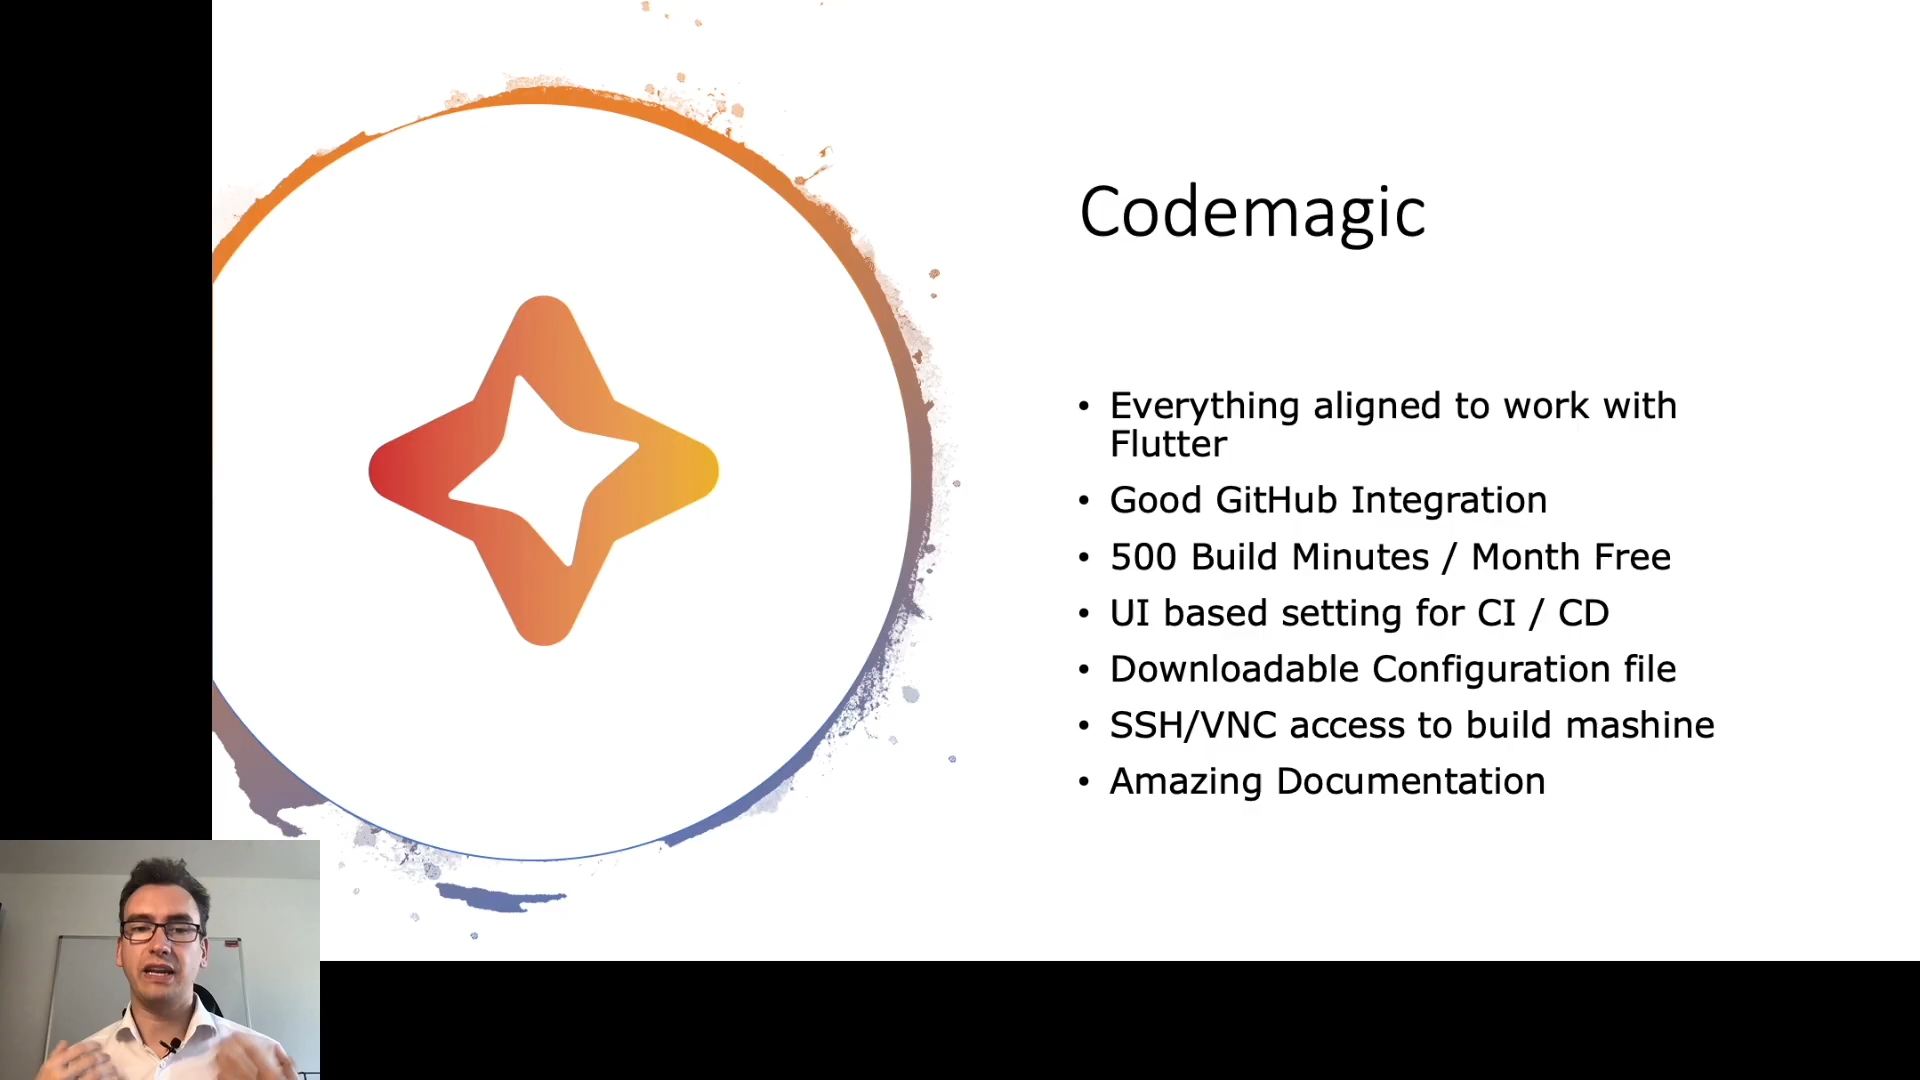 Codemagic
• Everything aligned to work with
Flutter
• Good GitHub Integration
• 500 Build Minutes / Month Free
• UI based setting for CI / CD
• Downloadable Configuration file
• SSH/VNC access to build mashine
• Amazing Documentation